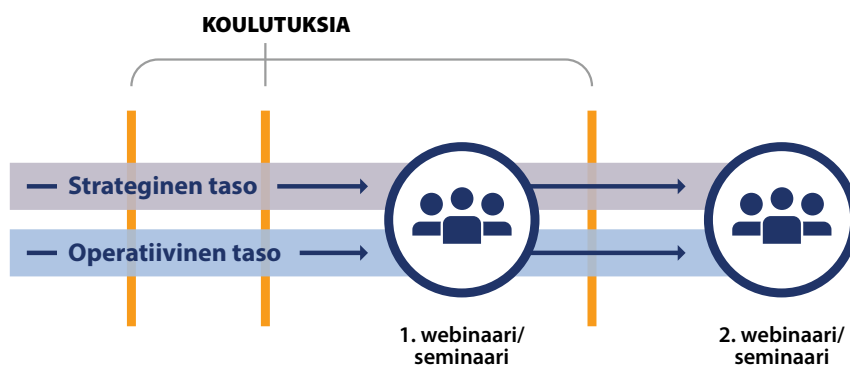 KOULUTUKSIA
Strateginen taso
Operatiivinen taso
1. webinaari/
seminaari
2. webinaari/
seminaari